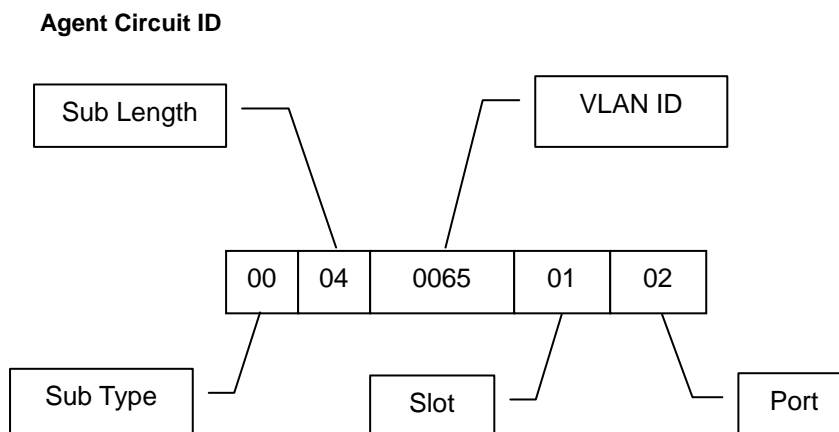 Agent Circuit ID
Sub Length
VLAN ID
00 04 0065 01 02
Sub Type
Slot
Port